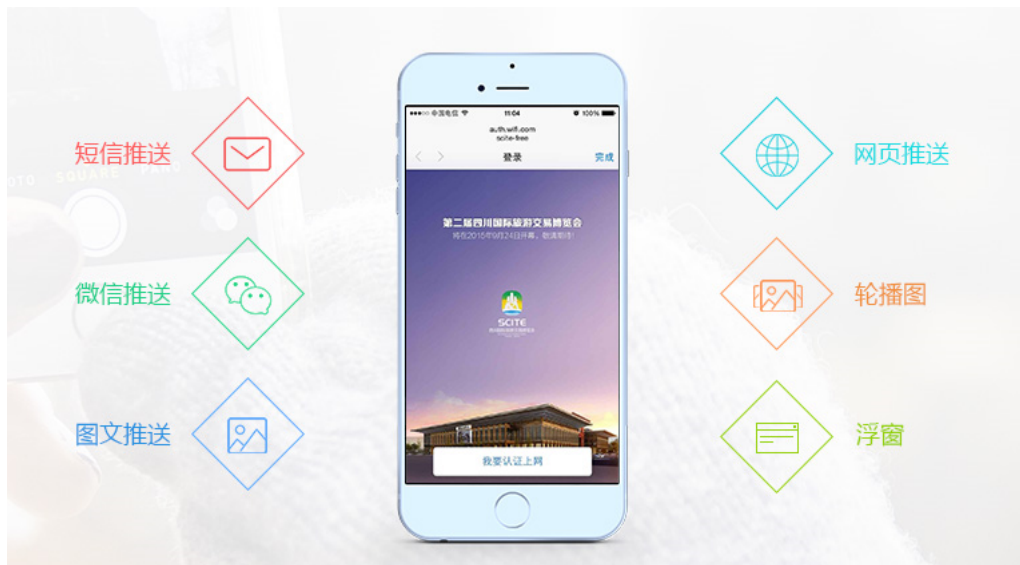 短信推送
微信推送
图文推送
中国电信
11:04
100%
auth.wifi.com
scite-free
登录
完成
第二届四川国际旅游交易博览会
将在2015年9月24日开幕，敬请期待!
SCITE
我要认证上网
网页推送
轮播图
浮窗
SQUARE